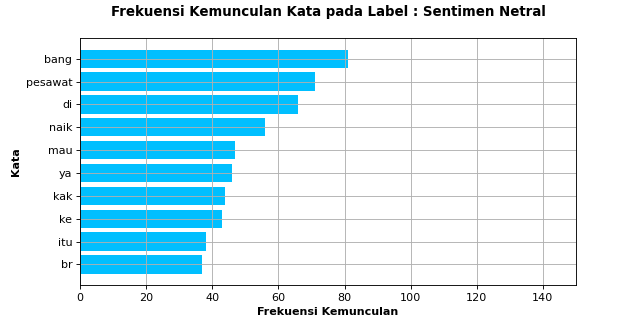 Frekuensi Kemunculan Kata pada Label : Sentimen Netral
Kata
bang
pesawat
di
naik
mau
ya
kak
ke
itu
br
0 20 40 60 80 100 120 140
Frekuensi Kemunculan